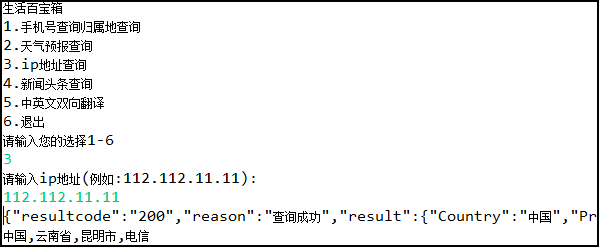 生活百宝箱
1.手机号查询归属地查询
2.天气预报查询
3.ip地址查询
4.新闻头条查询
5.中英文双向翻译
6.退出
请输入您的选择1-6
3
请输入ip地址(例如:112.112.11.11):
112.112.11.11
{"resultcode":"200","reason":"查询成功","result":{"Country":"中国","Pr
中国,云南省,昆明市,电信